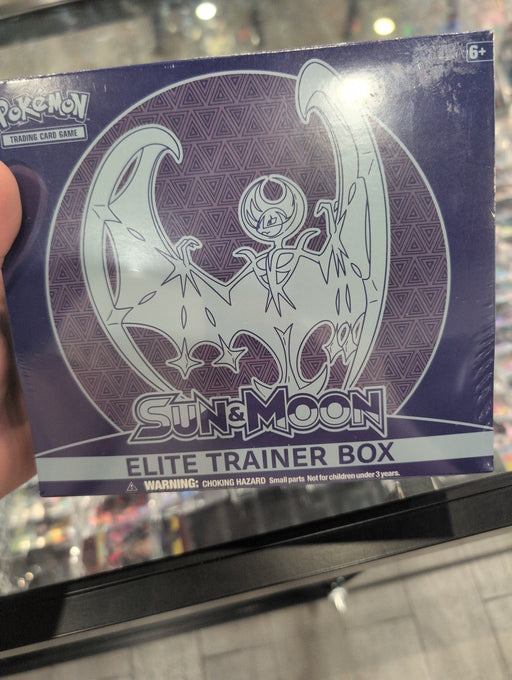 6+
POKéMON
TRADING CARD GAME
SUN & MOON
ELITE TRAINER BOX
⚠ WARNING: CHOKING HAZARD Small parts Not for children under 3 years.